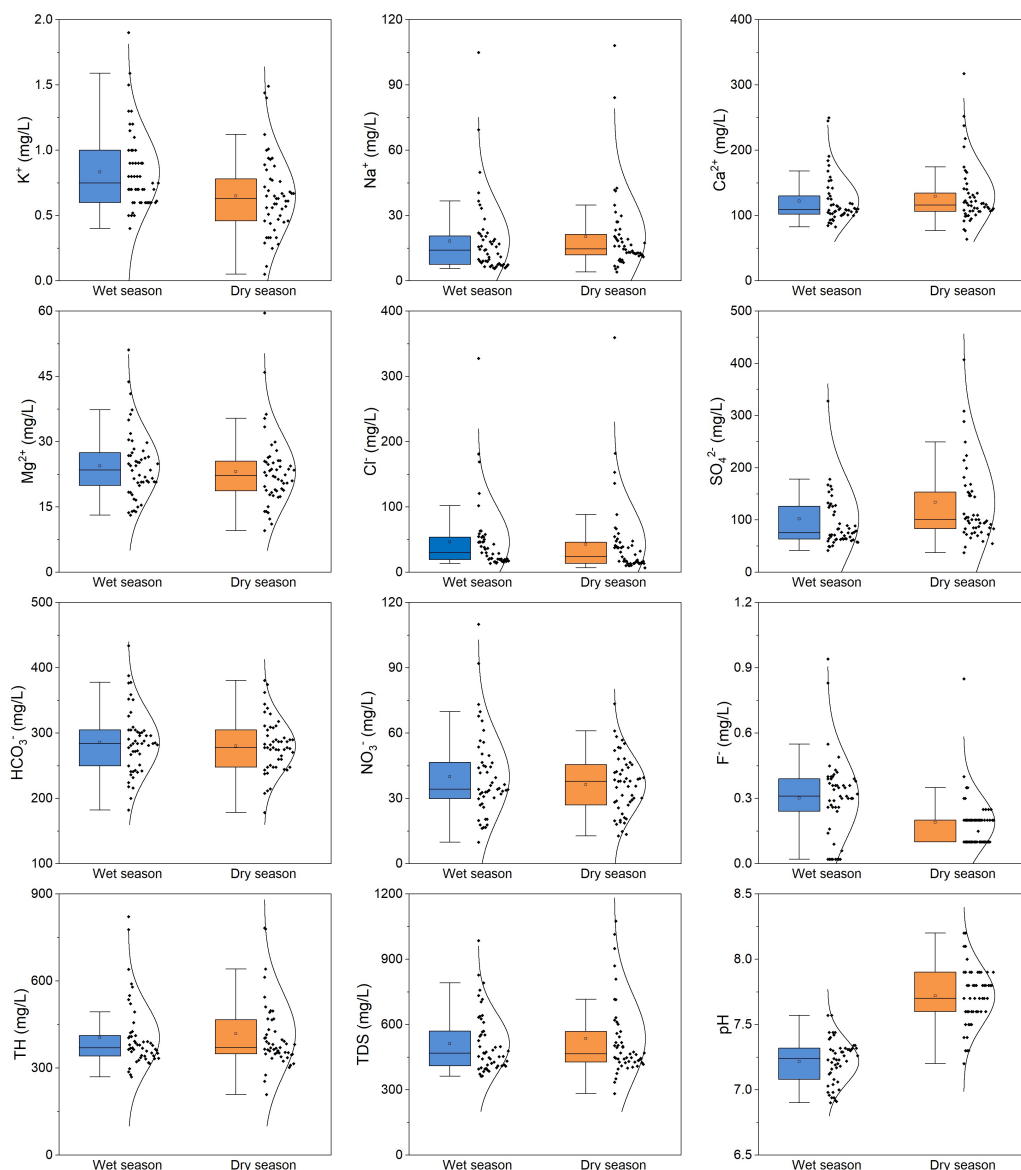 2.0
1.5
1.0
0.5
0.0
K⁺ (mg/L)
Wet season Dry season
120
90
60
30
0
Na⁺ (mg/L)
Wet season Dry season
400
300
200
100
0
Ca²⁺ (mg/L)
Wet season Dry season
60
45
30
15
0
Mg²⁺ (mg/L)
Wet season Dry season
400
300
200
100
0
Cl⁻ (mg/L)
Wet season Dry season
500
400
300
200
100
0
SO₄²⁻ (mg/L)
Wet season Dry season
500
400
300
200
100
HCO₃⁻ (mg/L)
Wet season Dry season
120
90
60
30
0
NO₃⁻ (mg/L)
Wet season Dry season
1.2
0.9
0.6
0.3
0.0
F⁻ (mg/L)
Wet season Dry season
900
600
300
0
TH (mg/L)
Wet season Dry season
1200
900
600
300
0
TDS (mg/L)
Wet season Dry season
8.5
8.0
7.5
7.0
6.5
pH
Wet season Dry season